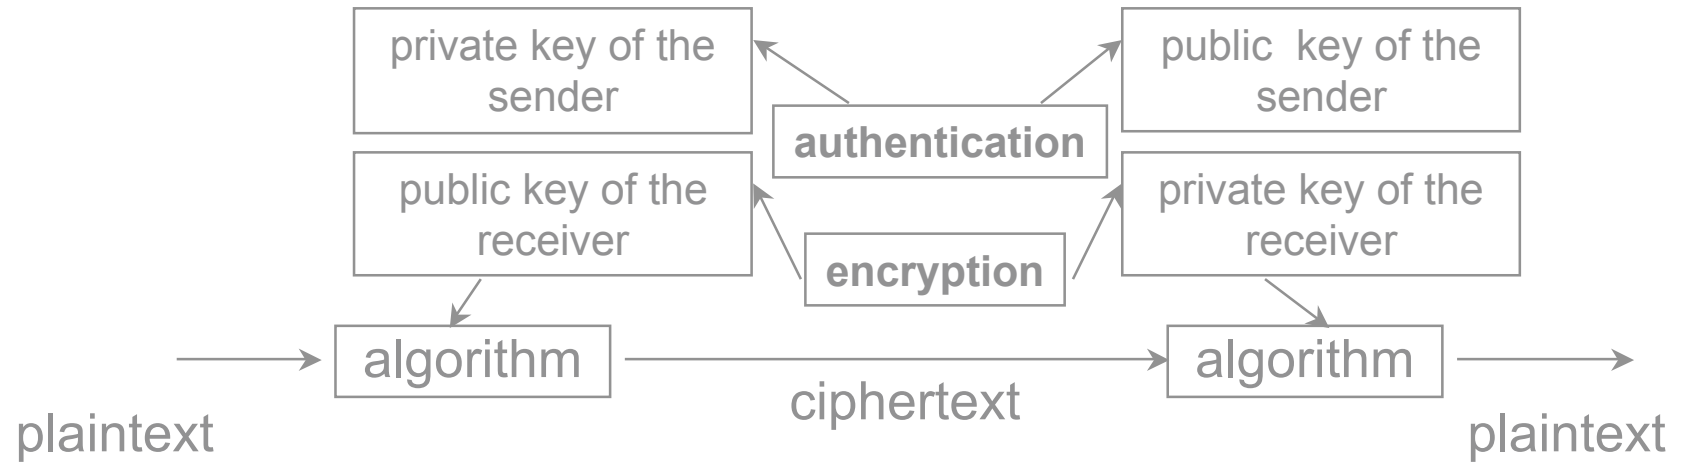 private key of the
sender
public  key of the
sender
authentication
public key of the
receiver
private key of the
receiver
encryption
algorithm
algorithm
ciphertext
plaintext
plaintext